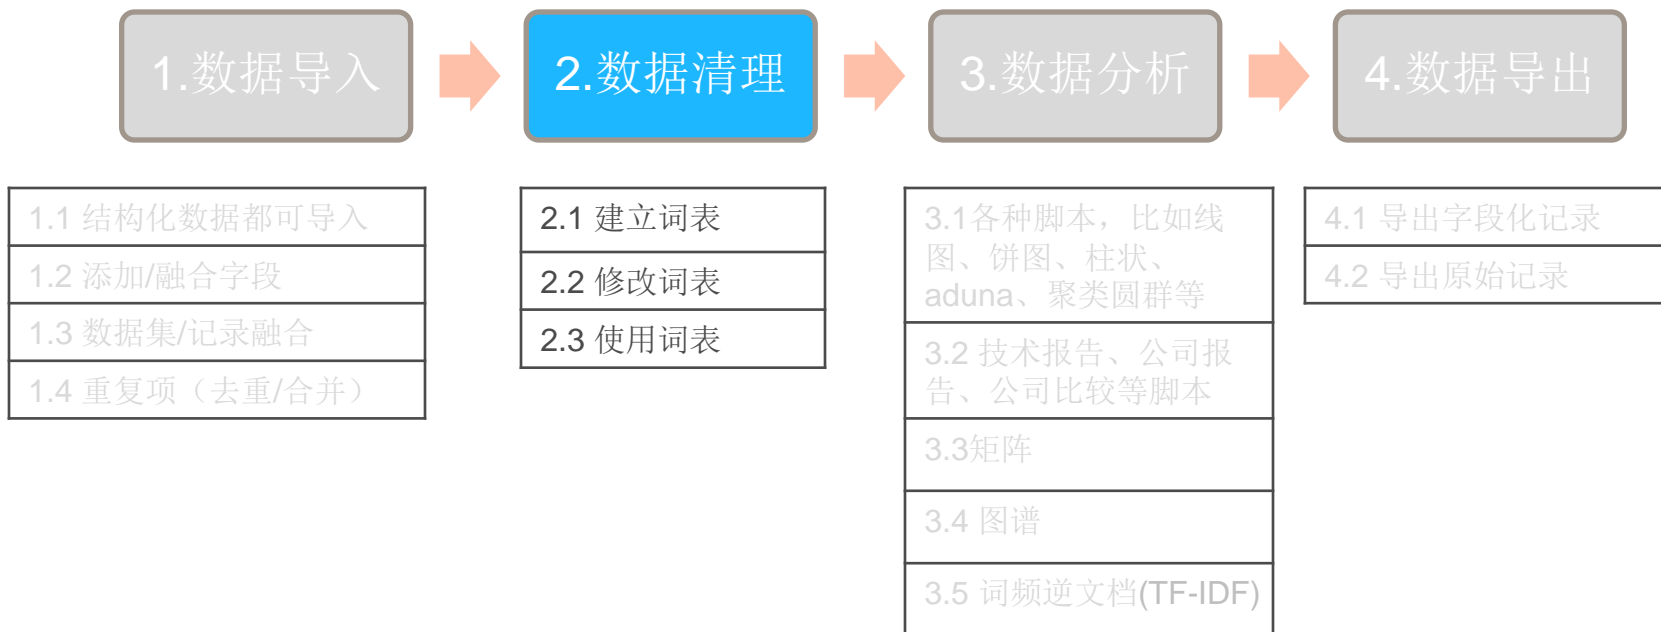 1.数据导入
2.数据清理
3.数据分析
4.数据导出
1.1 结构化数据都可导入
1.2 添加/融合字段
1.3 数据集/记录融合
1.4 重复项（去重/合并）
2.1 建立词表
2.2 修改词表
2.3 使用词表
3.1各种脚本，比如线
图、饼图、柱状、
aduna、聚类圆群等
3.2 技术报告、公司报
告、公司比较等脚本
3.3矩阵
3.4 图谱
3.5 词频逆文档(TF-IDF)
4.1 导出字段化记录
4.2 导出原始记录